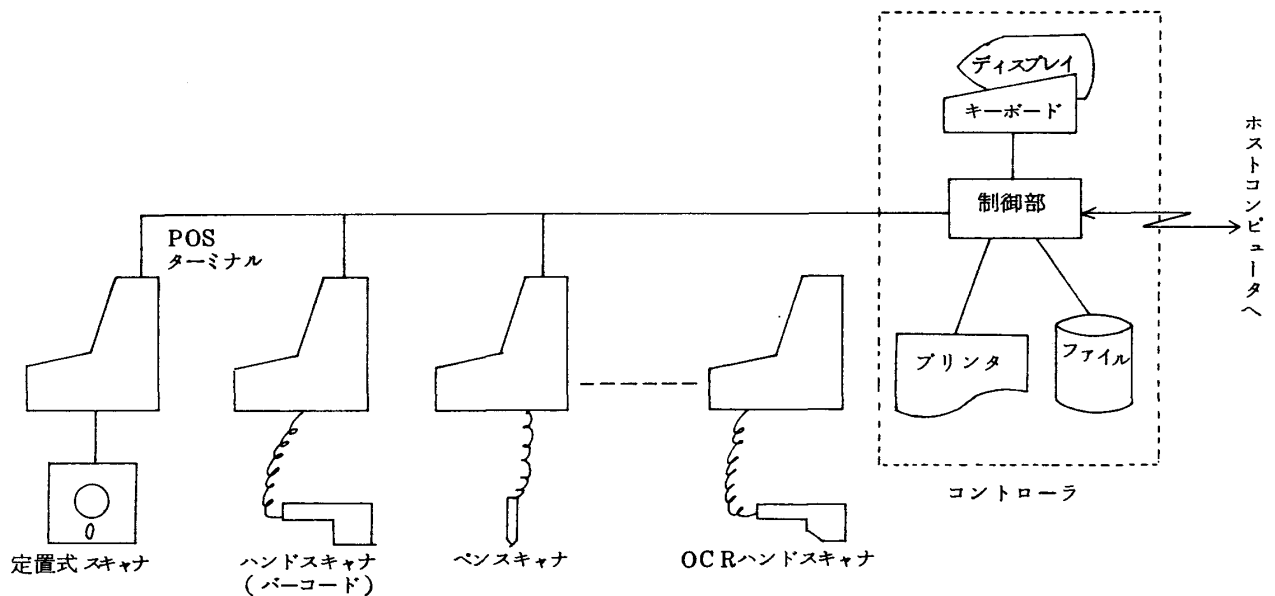 ディスプレイ
キーボード
制御部
ホストコンピュータへ
POS
ターミナル
プリンタ
ファイル
コントローラ
定置式スキャナ
ハンドスキャナ
(バーコード)
ペンスキャナ
OCRハンドスキャナ